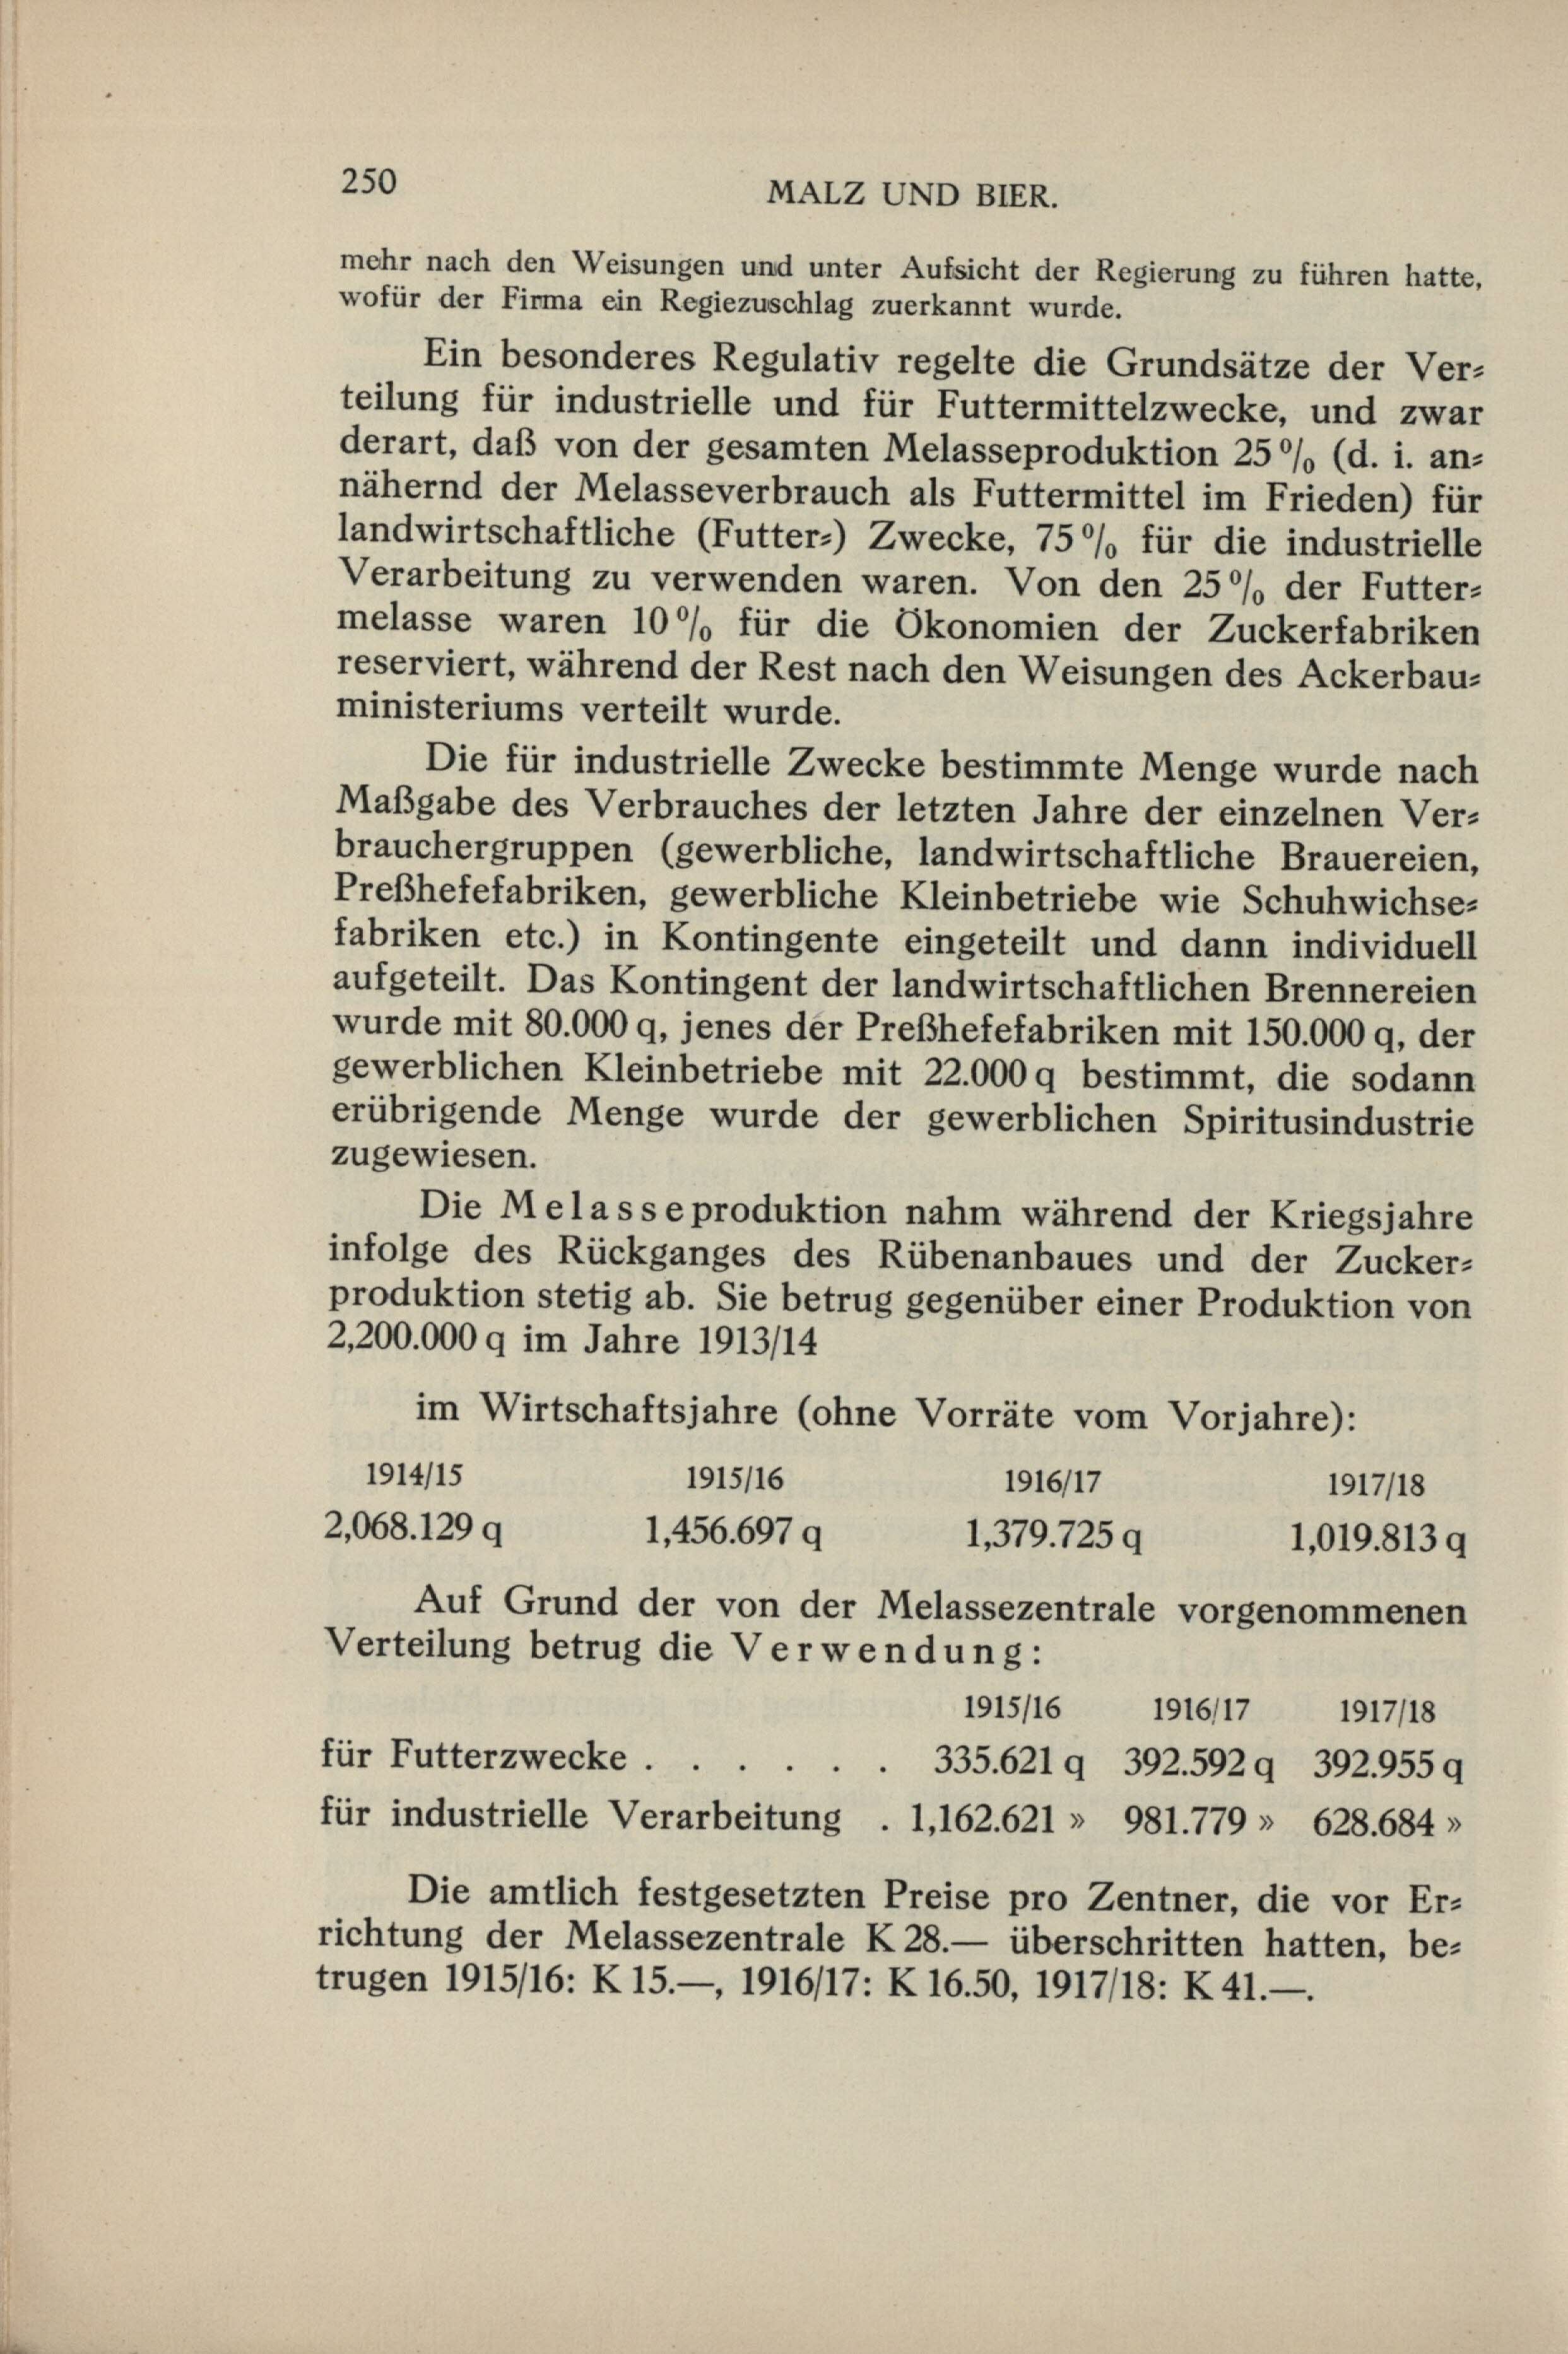 250
MALZ UND BIER.
mehr nach den Weisungen und unter Aufsicht der Regierung zu führen hatte,
wofür der Firma ein Regiezuschlag zuerkannt wurde.
Ein besonderes Regulativ regelte die Grundsätze der Ver-
teilung für industrielle und für Futtermittelzwecke, und zwar
derart, daß von der gesamten Melasseproduktion 25% (d. i. an-
nähernd der Melasseverbrauch als Futtermittel im Frieden) für
landwirtschaftliche (Futter-) Zwecke, 75% für die industrielle
Verarbeitung zu verwenden waren. Von den 25% der Futter-
melasse waren 10% für die Ökonomien der Zuckerfabriken
reserviert, während der Rest nach den Weisungen des Ackerbau-
ministeriums verteilt wurde.
Die für industrielle Zwecke bestimmte Menge wurde nach
Maßgabe des Verbrauches der letzten Jahre der einzelnen Ver-
brauchergruppen (gewerbliche, landwirtschaftliche Brauereien,
Preßhefefabriken, gewerbliche Kleinbetriebe wie Schuhwichse-
fabriken etc.) in Kontingente eingeteilt und dann individuell
aufgeteilt. Das Kontingent der landwirtschaftlichen Brennereien
wurde mit 80.000 q, jenes der Preßhefefabriken mit 150.000 q, der
gewerblichen Kleinbetriebe mit 22.000 q bestimmt, die sodann
erübrigende Menge wurde der gewerblichen Spiritusindustrie
zugewiesen.
Die Melasseproduktion nahm während der Kriegsjahre
infolge des Rückganges des Rübenanbaues und der Zucker-
produktion stetig ab. Sie betrug gegenüber einer Produktion von
2,200.000 q im Jahre 1913/14
im Wirtschaftsjahre (ohne Vorräte vom Vorjahre):
1914/15 1915/16 1916/17 1917/18
2,068.129 q 1,456.697 q 1,379.725 q 1,019.813 q
Auf Grund der von der Melassezentrale vorgenommenen
Verteilung betrug die Verwendung:
1915/16 1916/17 1917/18
für Futterzwecke . . . . . . 335.621 q 392.592 q 392.955 q
für industrielle Verarbeitung . 1,162.621 » 981.779 » 628.684 »
Die amtlich festgesetzten Preise pro Zentner, die vor Er-
richtung der Melassezentrale K 28.— überschritten hatten, be-
trugen 1915/16: K 15.—, 1916/17: K 16.50, 1917/18: K 41.—.